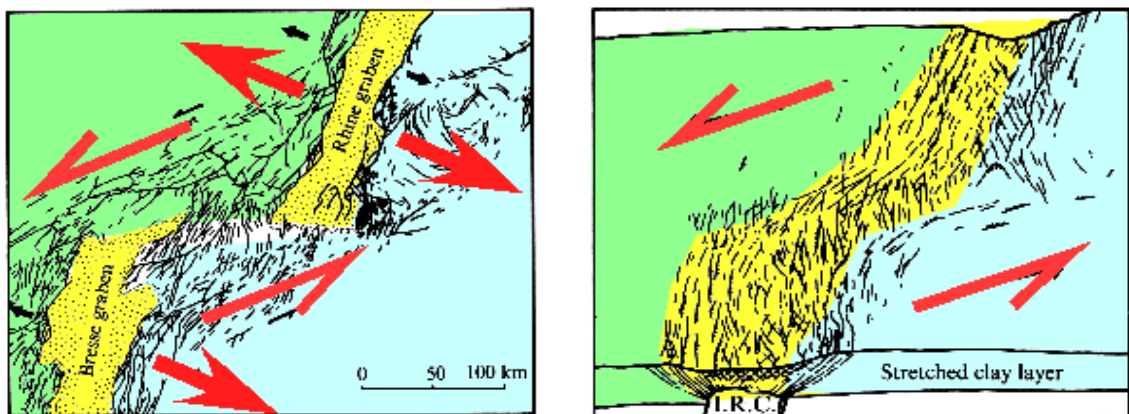 Rhine graben
Bresse graben
0 50 100 km
Stretched clay layer
I.R.C.